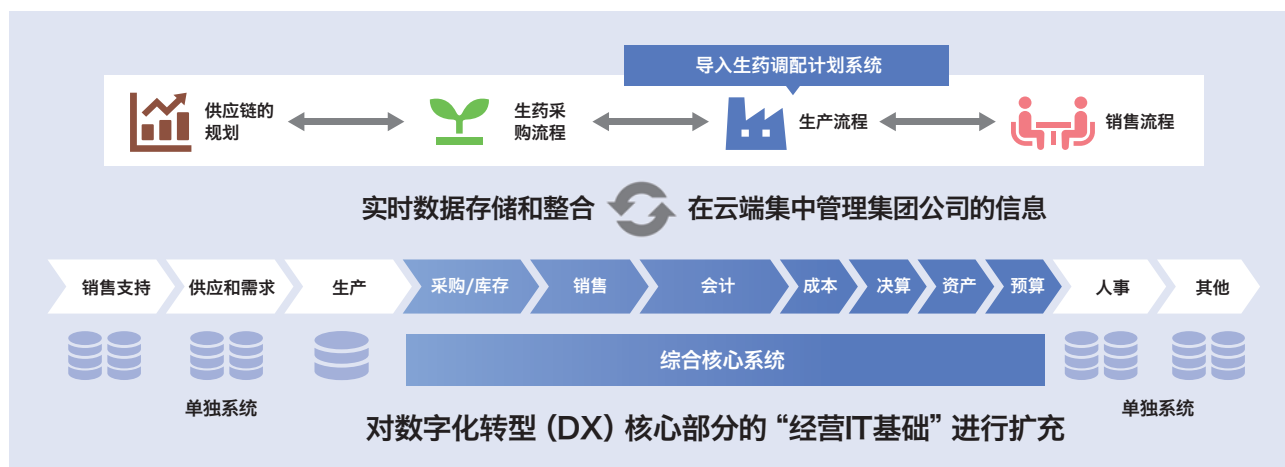 导入生药调配计划系统
供应链的
规划
生药采
购流程
生产流程
销售流程
实时数据存储和整合
在云端集中管理集团公司的信息
销售支持
供应和需求
生产
采购/库存
销售
会计
成本
决算
资产
预算
人事
其他
综合核心系统
单独系统
单独系统
对数字化转型（DX）核心部分的“经营IT基础”进行扩充